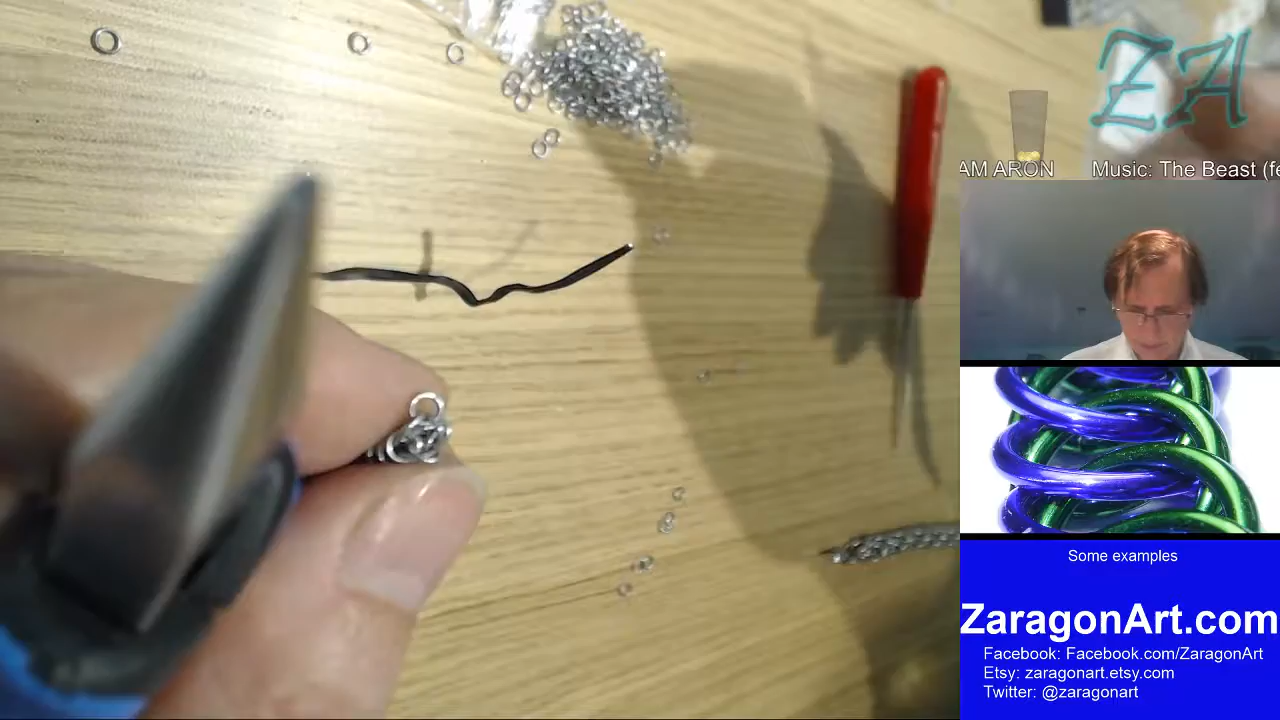 ZA
AM ARON Music: The Beast (fe
Some examples
ZaragonArt.com
Facebook: Facebook.com/ZaragonArt
Etsy: zaragonart.etsy.com
Twitter: @zaragonart